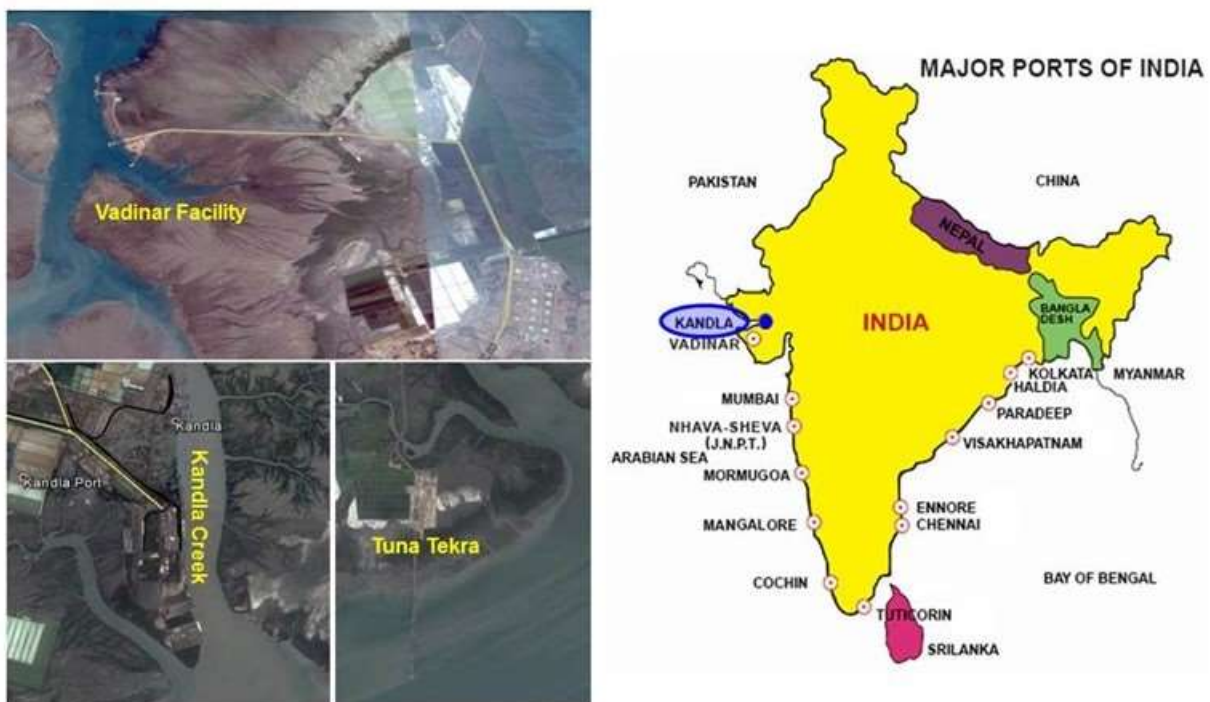 Vadinar Facility
Kandla
Kandla Port
Kandla Creek
Tuna Tekra
MAJOR PORTS OF INDIA
PAKISTAN
CHINA
NEPAL
KANDLA
VADINAR
INDIA
BANGLA
DESH
KOLKATA
MYANMAR
HALDIA
MUMBAI
PARADEEP
NHAVA-SHEVA
(J.N.P.T.)
VISAKHAPATNAM
ARABIAN SEA
MORMUGOA
ENNORE
MANGALORE
CHENNAI
COCHIN
BAY OF BENGAL
TUTICORIN
SRILANKA